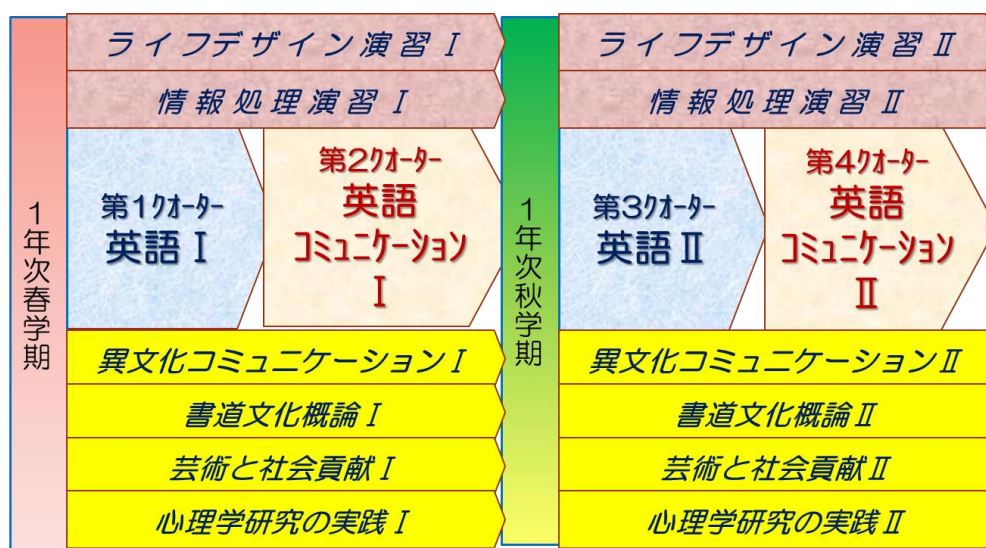 1年次春学期
ライフデザイン演習Ⅰ
情報処理演習Ⅰ
第1クオーター
英語Ⅰ
第2クオーター
英語
コミュニケーション
Ⅰ
異文化コミュニケーションⅠ
書道文化概論Ⅰ
芸術と社会貢献Ⅰ
心理学研究の実践Ⅰ
1年次秋学期
ライフデザイン演習Ⅱ
情報処理演習Ⅱ
第3クオーター
英語Ⅱ
第4クオーター
英語
コミュニケーション
Ⅱ
異文化コミュニケーションⅡ
書道文化概論Ⅱ
芸術と社会貢献Ⅱ
心理学研究の実践Ⅱ